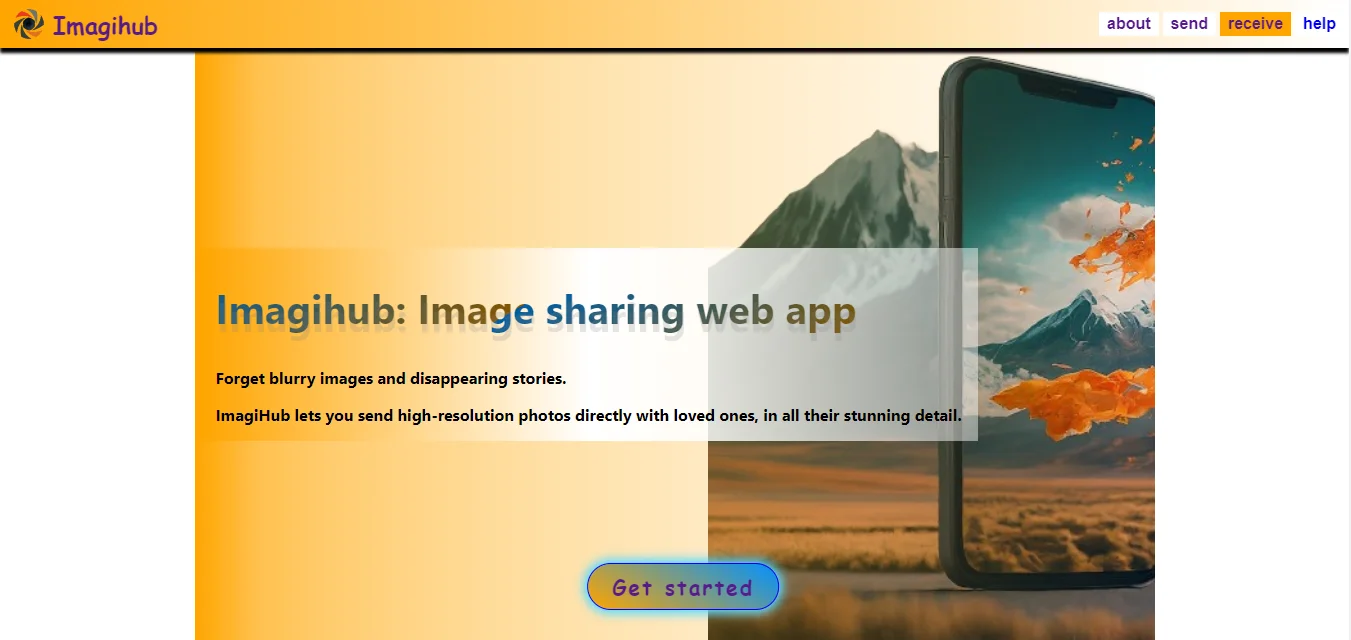 Imagihub
about send receive help
Imagihub: Image sharing web app
Forget blurry images and disappearing stories.
ImagiHub lets you send high-resolution photos directly with loved ones, in all their stunning detail.
Get started